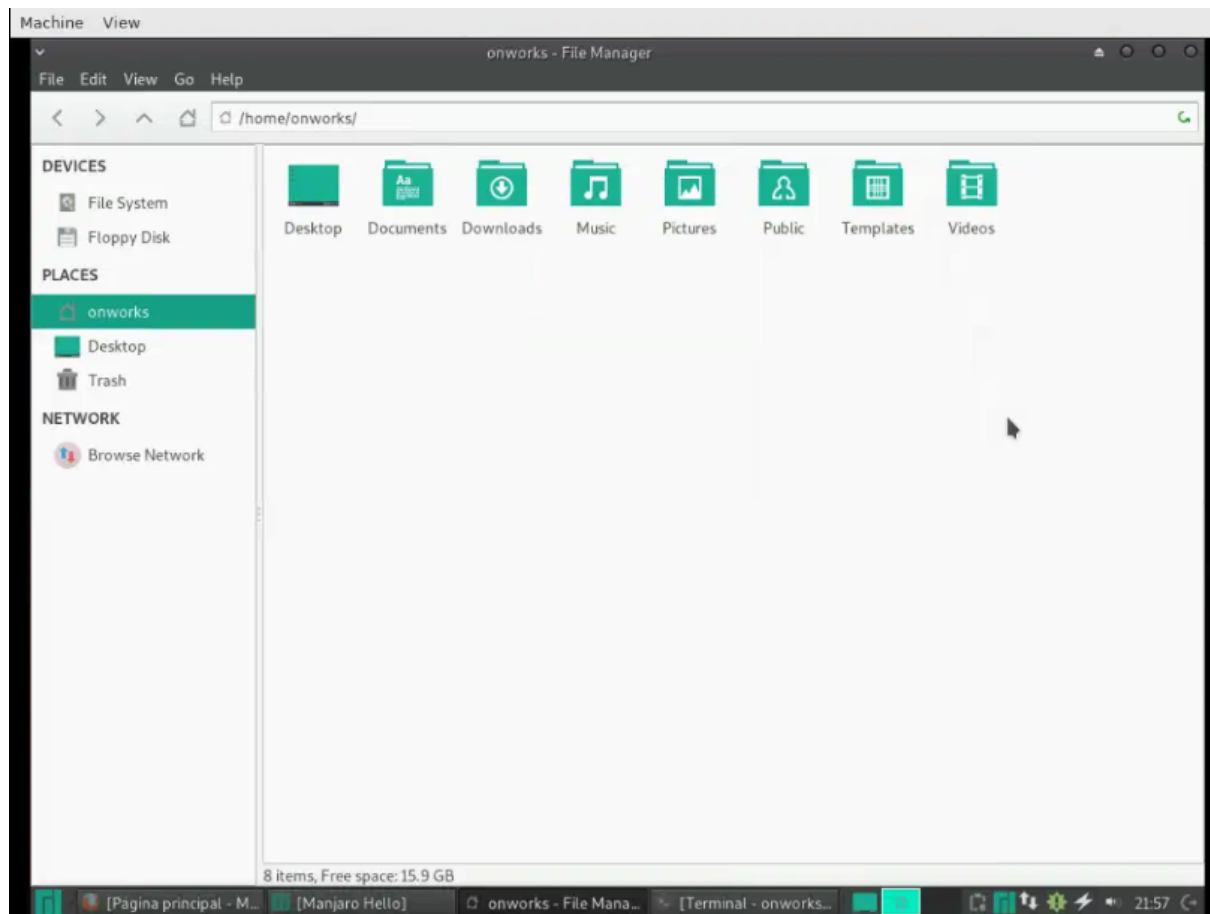 Machine View
onworks - File Manager
File Edit View Go Help
/home/onworks/
DEVICES
File System
Floppy Disk
PLACES
onworks
Desktop
Trash
NETWORK
Browse Network
Desktop Documents Downloads Music Pictures Public Templates Videos
8 items, Free space: 15.9 GB
[Pagina principal - M... [Manjaro Hello] onworks - File Mana... [Terminal - onworks... 21:57